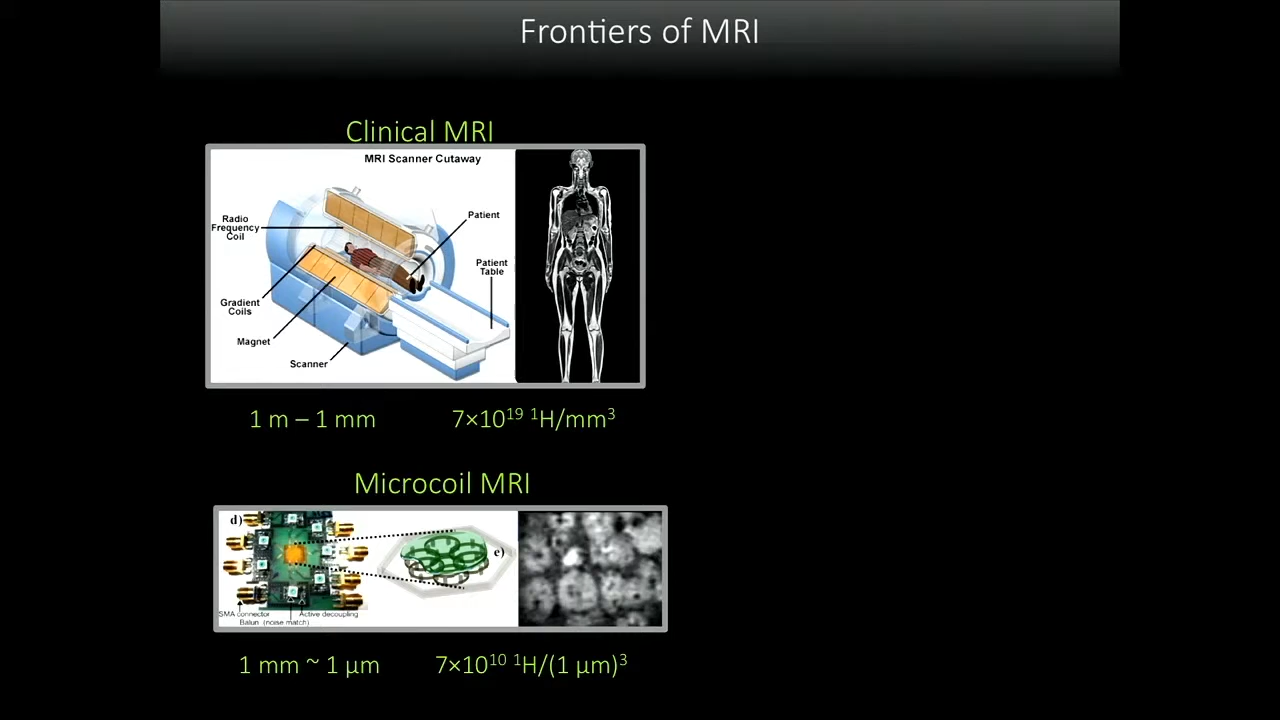 Frontiers of MRI
Clinical MRI
MRI Scanner Cutaway
Radio
Frequency
Coil
Patient
Patient
Table
Gradient
Coils
Magnet
Scanner
1 m – 1 mm
7×10¹⁹ ¹H/mm³
Microcoil MRI
d)
e)
SMA connector
Active decoupling
Balun (noise match)
1 mm ~ 1 µm
7×10¹⁰ ¹H/(1 µm)³